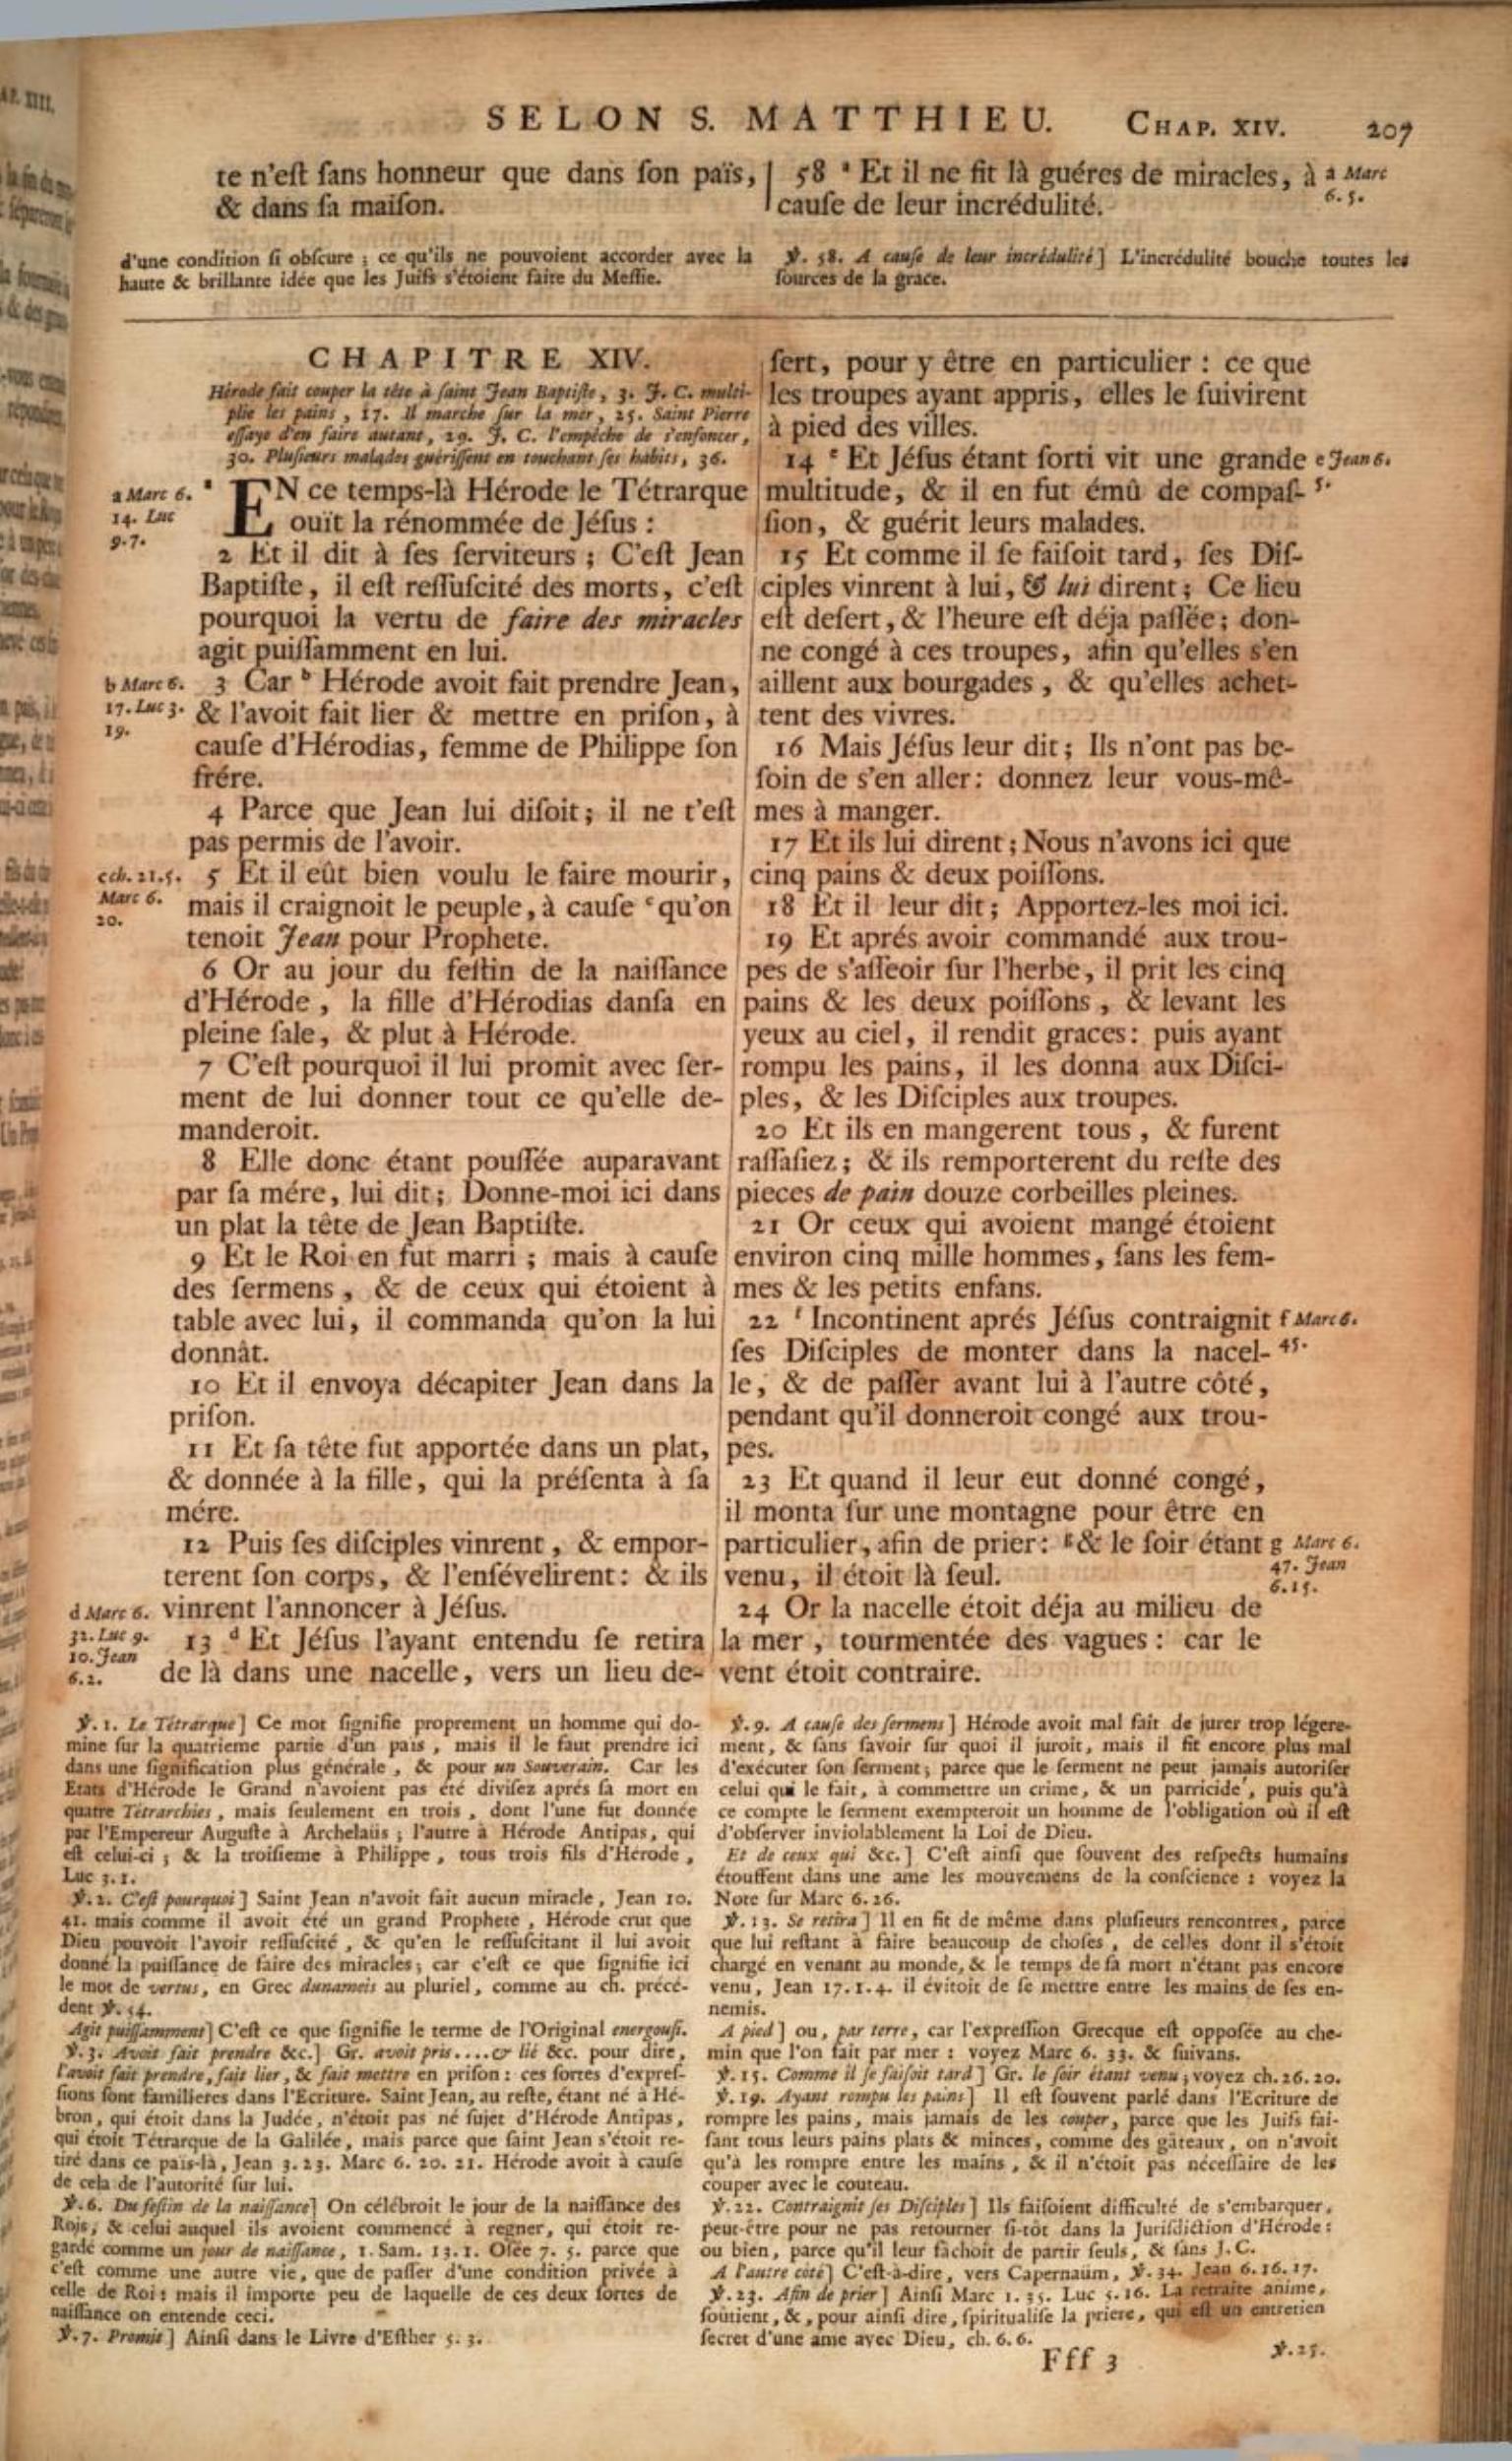 SELON S. MATTHIEU. CHAP. XIV. 207
te n'eſt ſans honneur que dans ſon païs,
& dans ſa maiſon.
58 ª Et il ne fit là guéres de miracles, à
cauſe de leur incrédulité.
a Marc
6. 5.
d'une condition ſi obſcure ; ce qu'ils ne pouvoient accorder avec la
haute & brillante idée que les Juifs s'étoient faite du Meſſie.
℣. 58. A cauſe de leur incrédulité] L'incrédulité bouche toutes les
ſources de la grace.
CHAPITRE XIV.
Hérode fait couper la tête à ſaint Jean Baptiſte, 3. J. C. multi-
plie les pains, 17. Il marche ſur la mer, 25. Saint Pierre
eſſaye d'en faire autant, 29. J. C. l'empêche de s'enfoncer,
30. Pluſieurs malades guériſſent en touchant ſes habits, 36.
a Marc 6.
14. Luc
9. 7.
ª EN ce temps-là Hérode le Tétrarque
ouït la rénommée de Jéſus :
2 Et il dit à ſes ſerviteurs ; C'eſt Jean
Baptiſte, il eſt reſſuſcité des morts, c'eſt
pourquoi la vertu de faire des miracles
agit puiſſamment en lui.
b Marc 6.
17. Luc 3.
19.
3 Car ᵇ Hérode avoit fait prendre Jean,
& l'avoit fait lier & mettre en priſon, à
cauſe d'Hérodias, femme de Philippe ſon
frére.
4 Parce que Jean lui diſoit ; il ne t'eſt
pas permis de l'avoir.
c ch. 21. 5.
Marc 6.
20.
5 Et il eût bien voulu le faire mourir,
mais il craignoit le peuple, à cauſe ᶜ qu'on
tenoit Jean pour Prophete.
6 Or au jour du feſtin de la naiſſance
d'Hérode, la fille d'Hérodias danſa en
pleine ſale, & plut à Hérode.
7 C'eſt pourquoi il lui promit avec ſer-
ment de lui donner tout ce qu'elle de-
manderoit.
8 Elle donc étant pouſſée auparavant
par ſa mére, lui dit ; Donne-moi ici dans
un plat la tête de Jean Baptiſte.
9 Et le Roi en fut marri ; mais à cauſe
des ſermens, & de ceux qui étoient à
table avec lui, il commanda qu'on la lui
donnât.
10 Et il envoya décapiter Jean dans la
priſon.
11 Et ſa tête fut apportée dans un plat,
& donnée à la fille, qui la préſenta à ſa
mére.
12 Puis ſes diſciples vinrent, & empor-
terent ſon corps, & l'enſévelirent : & ils
vinrent l'annoncer à Jéſus.
d Marc 6.
32. Luc 9.
10. Jean
6. 2.
13 ᵈ Et Jéſus l'ayant entendu ſe retira
de là dans une nacelle, vers un lieu de-
ſert, pour y être en particulier : ce que
les troupes ayant appris, elles le ſuivirent
à pied des villes.
14 ᵉ Et Jéſus étant ſorti vit une grande
multitude, & il en fut émû de compaſ-
ſion, & guérit leurs malades.
e Jean 6.
5.
15 Et comme il ſe faiſoit tard, ſes Diſ-
ciples vinrent à lui, & lui dirent ; Ce lieu
eſt deſert, & l'heure eſt déja paſſée ; don-
ne congé à ces troupes, afin qu'elles s'en
aillent aux bourgades, & qu'elles achet-
tent des vivres.
16 Mais Jéſus leur dit ; Ils n'ont pas be-
ſoin de s'en aller : donnez leur vous-mê-
mes à manger.
17 Et ils lui dirent ; Nous n'avons ici que
cinq pains & deux poiſſons.
18 Et il leur dit ; Apportez-les moi ici.
19 Et aprés avoir commandé aux trou-
pes de s'aſſeoir ſur l'herbe, il prit les cinq
pains & les deux poiſſons, & levant les
yeux au ciel, il rendit graces : puis ayant
rompu les pains, il les donna aux Diſci-
ples, & les Diſciples aux troupes.
20 Et ils en mangerent tous, & furent
raſſaſiez ; & ils remporterent du reſte des
pieces de pain douze corbeilles pleines.
21 Or ceux qui avoient mangé étoient
environ cinq mille hommes, ſans les fem-
mes & les petits enfans.
22 ᶠ Incontinent aprés Jéſus contraignit
ſes Diſciples de monter dans la nacel-
le, & de paſſer avant lui à l'autre côté,
pendant qu'il donneroit congé aux trou-
pes.
f Marc 6.
45.
23 Et quand il leur eut donné congé,
il monta ſur une montagne pour être en
particulier, afin de prier : ᵍ & le ſoir étant
venu, il étoit là ſeul.
g Marc 6.
47. Jean
6. 15.
24 Or la nacelle étoit déja au milieu de
la mer, tourmentée des vagues : car le
vent étoit contraire.
℣. 1. Le Tétrarque] Ce mot ſignifie proprement un homme qui do-
mine ſur la quatrieme partie d'un païs, mais il le faut prendre ici
dans une ſignification plus générale, & pour un Souverain. Car les
Etats d'Hérode le Grand n'avoient pas été diviſez aprés ſa mort en
quatre Tétrarchies, mais ſeulement en trois, dont l'une fut donnée
par l'Empereur Auguſte à Archelaüs ; l'autre à Hérode Antipas, qui
eſt celui-ci ; & la troiſieme à Philippe, tous trois fils d'Hérode,
Luc 3. 1.
℣. 2. C'eſt pourquoi] Saint Jean n'avoit fait aucun miracle, Jean 10.
41. mais comme il avoit été un grand Prophete, Hérode crut que
Dieu pouvoit l'avoir reſſuſcité, & qu'en le reſſuſcitant il lui avoit
donné la puiſſance de faire des miracles ; car c'eſt ce que ſignifie ici
le mot de vertus, en Grec dunameis au pluriel, comme au ch. précé-
dent ℣. 54.
Agit puiſſamment] C'eſt ce que ſignifie le terme de l'Original energouſi.
℣. 3. Avoit fait prendre &c.] Gr. avoit pris.... & lié &c. pour dire,
l'avoit fait prendre, fait lier, & fait mettre en priſon : ces ſortes d'expreſ-
ſions ſont familieres dans l'Ecriture. Saint Jean, au reſte, étant né à Hé-
bron, qui étoit dans la Judée, n'étoit pas né ſujet d'Hérode Antipas,
qui étoit Tétrarque de la Galilée, mais parce que ſaint Jean s'étoit re-
tiré dans ce païs-là, Jean 3. 23. Marc 6. 20. 21. Hérode avoit à cauſe
de cela de l'autorité ſur lui.
℣. 6. Du feſtin de la naiſſance] On célébroit le jour de la naiſſance des
Rois, & celui auquel ils avoient commencé à regner, qui étoit re-
gardé comme un jour de naiſſance, 1. Sam. 13. 1. Oſée 7. 5. parce que
c'eſt comme une autre vie, que de paſſer d'une condition privée à
celle de Roi : mais il importe peu de laquelle de ces deux ſortes de
naiſſance on entende ceci.
℣. 7. Promit] Ainſi dans le Livre d'Eſther 5. 3.
℣. 9. A cauſe des ſermens] Hérode avoit mal fait de jurer trop légere-
ment, & ſans ſavoir ſur quoi il juroit, mais il fit encore plus mal
d'exécuter ſon ſerment ; parce que le ſerment ne peut jamais autoriſer
celui qui le fait, à commettre un crime, & un parricide, puis qu'à
ce compte le ſerment exempteroit un homme de l'obligation où il eſt
d'obſerver inviolablement la Loi de Dieu.
Et de ceux qui &c.] C'eſt ainſi que ſouvent des reſpects humains
étouffent dans une ame les mouvemens de la conſcience : voyez la
Note ſur Marc 6. 26.
℣. 13. Se retira] Il en fit de même dans pluſieurs rencontres, parce
que lui reſtant à faire beaucoup de choſes, de celles dont il s'étoit
chargé en venant au monde, & le temps de ſa mort n'étant pas encore
venu, Jean 17. 1. 4. il évitoit de ſe mettre entre les mains de ſes en-
nemis.
A pied] ou, par terre, car l'expreſſion Grecque eſt oppoſée au che-
min que l'on fait par mer : voyez Marc 6. 33. & ſuivans.
℣. 15. Comme il ſe faiſoit tard] Gr. le ſoir étant venu ; voyez ch. 26. 20.
℣. 19. Ayant rompu les pains] Il eſt ſouvent parlé dans l'Ecriture de
rompre les pains, mais jamais de les couper, parce que les Juifs fai-
ſant tous leurs pains plats & minces, comme des gâteaux, on n'avoit
qu'à les rompre entre les mains, & il n'étoit pas néceſſaire de les
couper avec le couteau.
℣. 22. Contraignit ſes Diſciples] Ils faiſoient difficulté de s'embarquer,
peut-être pour ne pas retourner ſi-tôt dans la Juriſdiction d'Hérode :
ou bien, parce qu'il leur fâchoit de partir ſeuls, & ſans J. C.
A l'autre côté] C'eſt-à-dire, vers Capernaüm, ℣. 34. Jean 6. 16. 17.
℣. 23. Afin de prier] Ainſi Marc 1. 35. Luc 5. 16. La retraite anime,
ſoûtient, &, pour ainſi dire, ſpiritualiſe la priere, qui eſt un entretien
ſecret d'une ame avec Dieu, ch. 6. 6.
Fff 3 ℣. 25.